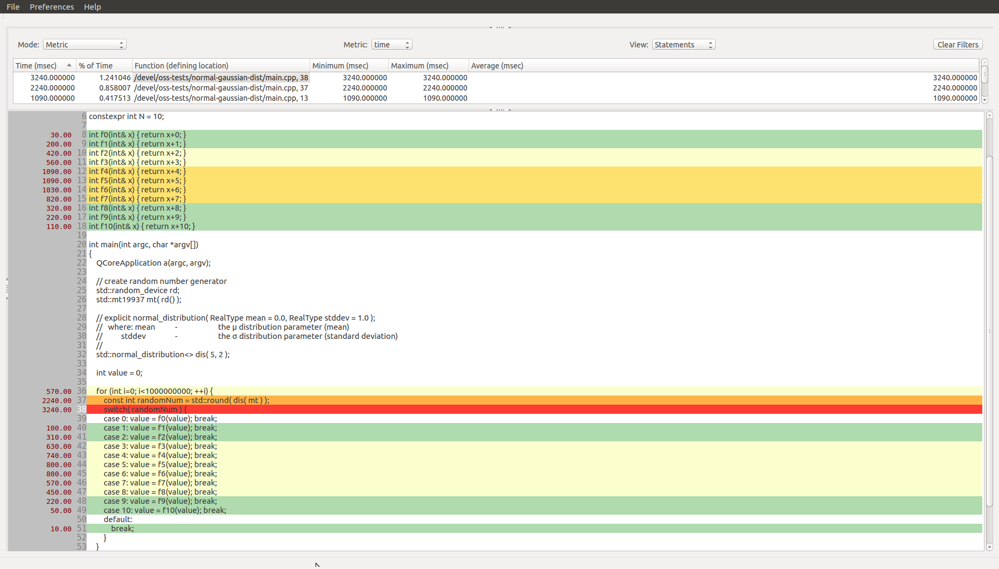 File Preferences Help
Mode: Metric Metric: time View: Statements Clear Filters
Time (msec) % of Time Function (defining location) Minimum (msec) Maximum (msec) Average (msec)
3240.000000 1.241046 /devel/oss-tests/normal-gaussian-dist/main.cpp, 38 3240.000000 3240.000000 3240.000000
2240.000000 0.858007 /devel/oss-tests/normal-gaussian-dist/main.cpp, 37 2240.000000 2240.000000 2240.000000
1090.000000 0.417513 /devel/oss-tests/normal-gaussian-dist/main.cpp, 13 1090.000000 1090.000000 1090.000000
6 constexpr int N = 10;
7
30.00 8 int f0(int& x) { return x+0; }
200.00 9 int f1(int& x) { return x+1; }
420.00 10 int f2(int& x) { return x+2; }
560.00 11 int f3(int& x) { return x+3; }
1090.00 12 int f4(int& x) { return x+4; }
1090.00 13 int f5(int& x) { return x+5; }
1030.00 14 int f6(int& x) { return x+6; }
820.00 15 int f7(int& x) { return x+7; }
320.00 16 int f8(int& x) { return x+8; }
220.00 17 int f9(int& x) { return x+9; }
110.00 18 int f10(int& x) { return x+10; }
19
20 int main(int argc, char *argv[])
21 {
22 QCoreApplication a(argc, argv);
23
24 // create random number generator
25 std::random_device rd;
26 std::mt19937 mt( rd() );
27
28 // explicit normal_distribution( RealType mean = 0.0, RealType stddev = 1.0 );
29 // where: mean - the μ distribution parameter (mean)
30 // stddev - the σ distribution parameter (standard deviation)
31 //
32 std::normal_distribution<> dis( 5, 2 );
33
34 int value = 0;
35
570.00 36 for (int i=0; i<1000000000; ++i) {
2240.00 37 const int randomNum = std::round( dis( mt ) );
3240.00 38 switch( randomNum ) {
39 case 0: value = f0(value); break;
100.00 40 case 1: value = f1(value); break;
310.00 41 case 2: value = f2(value); break;
630.00 42 case 3: value = f3(value); break;
740.00 43 case 4: value = f4(value); break;
800.00 44 case 5: value = f5(value); break;
800.00 45 case 6: value = f6(value); break;
570.00 46 case 7: value = f7(value); break;
450.00 47 case 8: value = f8(value); break;
220.00 48 case 9: value = f9(value); break;
50.00 49 case 10: value = f10(value); break;
50 default:
10.00 51 break;
52 }
53 }